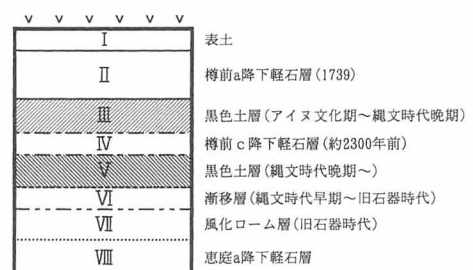 I 表土
II 樽前a降下軽石層(1739)
III 黒色土層(アイヌ文化期～縄文時代晩期)
IV 樽前c降下軽石層(約2300年前)
V 黒色土層(縄文時代晩期～)
VI 漸移層(縄文時代早期～旧石器時代)
VII 風化ローム層(旧石器時代)
VIII 恵庭a降下軽石層